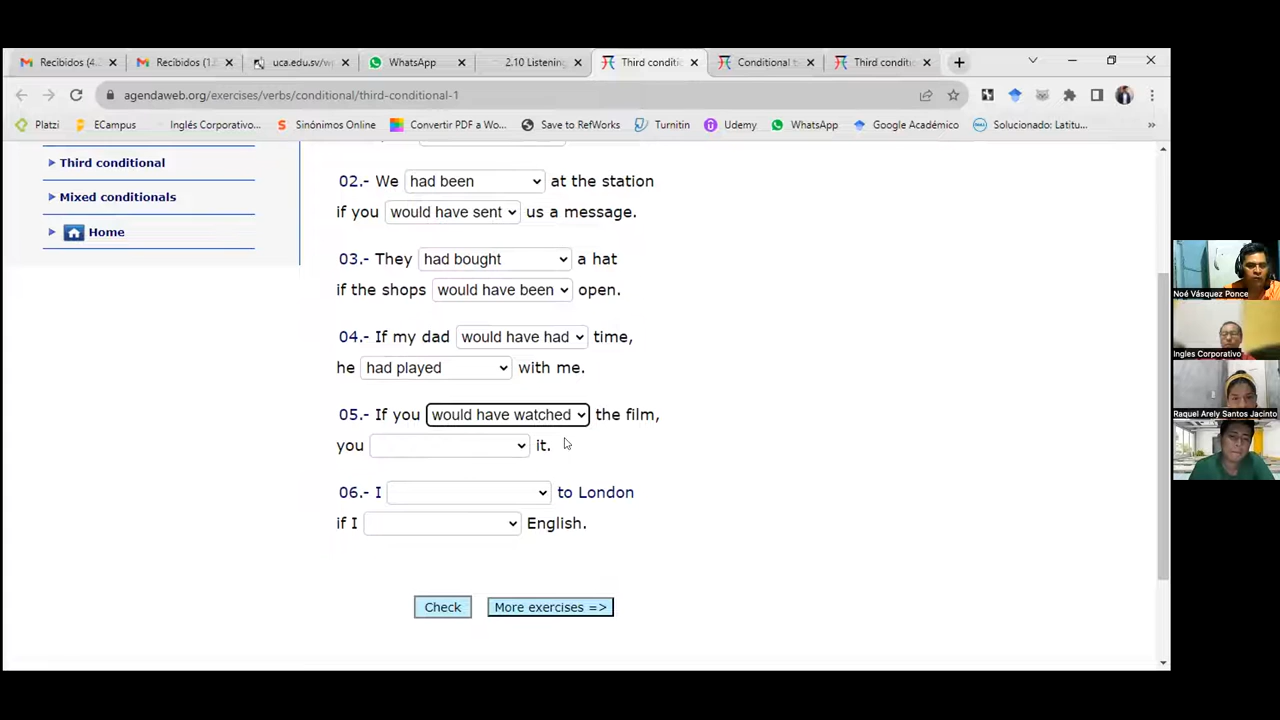 Recibidos (4.
Recibidos (1.
uca.edu.sv/w
WhatsApp
2.10 Listening
Third conditi
Conditional t
Third conditi
agendaweb.org/exercises/verbs/conditional/third-conditional-1
Platzi
ECampus
Inglés Corporativo...
Sinónimos Online
Convertir PDF a Wo...
Save to RefWorks
Turnitin
Udemy
WhatsApp
Google Académico
Solucionado: Latitu...
Third conditional
Mixed conditionals
Home
02.- We had been at the station
if you would have sent us a message.
03.- They had bought a hat
if the shops would have been open.
04.- If my dad would have had time,
he had played with me.
05.- If you would have watched the film,
you it.
06.- I to London
if I English.
Check More exercises =>
Noé Vásquez Ponce
Ingles Corporativo
Raquel Arely Santos Jacinto